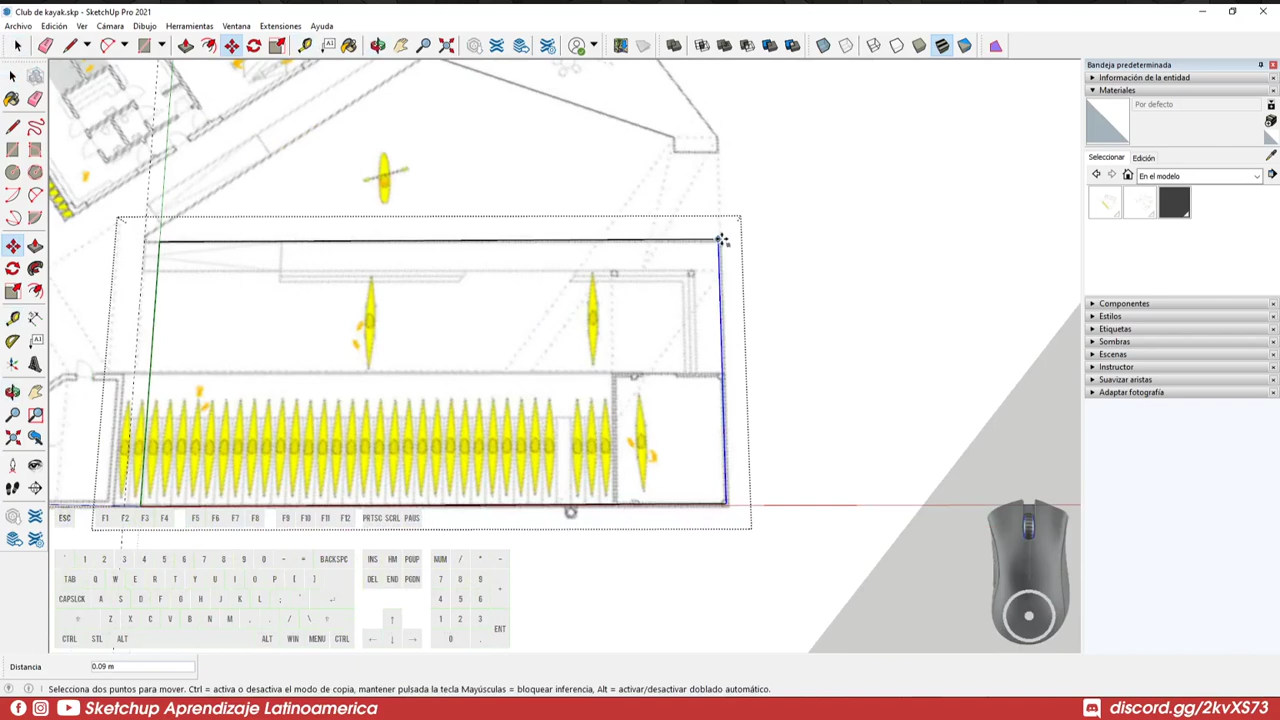 Club de kayak.skp - SketchUp Pro 2021
Archivo Edición Ver Cámara Dibujo Herramientas Ventana Extensiones Ayuda
Bandeja predeterminada
Información de la entidad
Materiales
Por defecto
Seleccionar Edición
En el modelo
Componentes
Estilos
Etiquetas
Sombras
Escenas
Instructor
Suavizar aristas
Adaptar fotografía
ESC F1 F2 F3 F4 F5 F6 F7 F8 F9 F10 F11 F12 PRTSC SCRL PAUS
` 1 2 3 4 5 6 7 8 9 0 - = BACKSPC INS HM PGUP NUM / * -
TAB Q W E R T Y U I O P [ ] DEL END PGDN 7 8 9 +
CAPSLCK A S D F G H J K L ; ' 4 5 6
Z X C V B N M , . / \ 1 2 3 ENT
CTRL STL ALT ALT WIN MENU CTRL 0 .
Distancia 0.09 m
Selecciona dos puntos para mover. Ctrl = activa o desactiva el modo de copia, mantener pulsada la tecla Mayúsculas = bloquear inferencia, Alt = activar/desactivar doblado automático.
Sketchup Aprendizaje Latinoamerica
discord.gg/2kvXS73